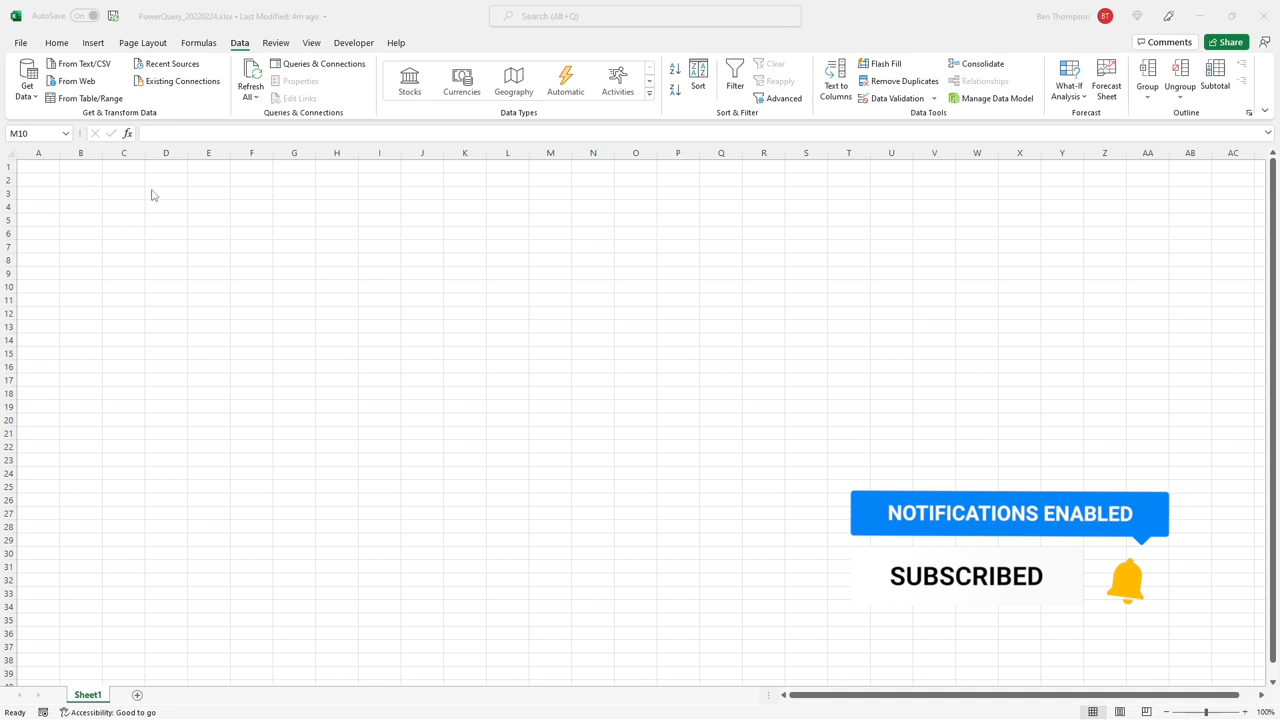 AutoSave On PowerQuery_20220224.xlsx • Last Modified: 4m ago Search (Alt+Q) Ben Thompson BT
File Home Insert Page Layout Formulas Data Review View Developer Help Comments Share
Get Data From Text/CSV From Web From Table/Range Recent Sources Existing Connections
Get & Transform Data
Refresh All Queries & Connections Properties Edit Links
Queries & Connections
Stocks Currencies Geography Automatic Activities
Data Types
Sort Filter Clear Reapply Advanced
Sort & Filter
Text to Columns Flash Fill Remove Duplicates Data Validation Consolidate Relationships Manage Data Model
Data Tools
What-If Analysis Forecast Sheet
Forecast
Group Ungroup Subtotal
Outline
M10 fx
A B C D E F G H I J K L M N O P Q R S T U V W X Y Z AA AB AC
1
2
3
4
5
6
7
8
9
10
11
12
13
14
15
16
17
18
19
20
21
22
23
24
25
26
27
28
29
30
31
32
33
34
35
36
37
38
39
NOTIFICATIONS ENABLED
SUBSCRIBED
Sheet1
Ready Accessibility: Good to go 100%